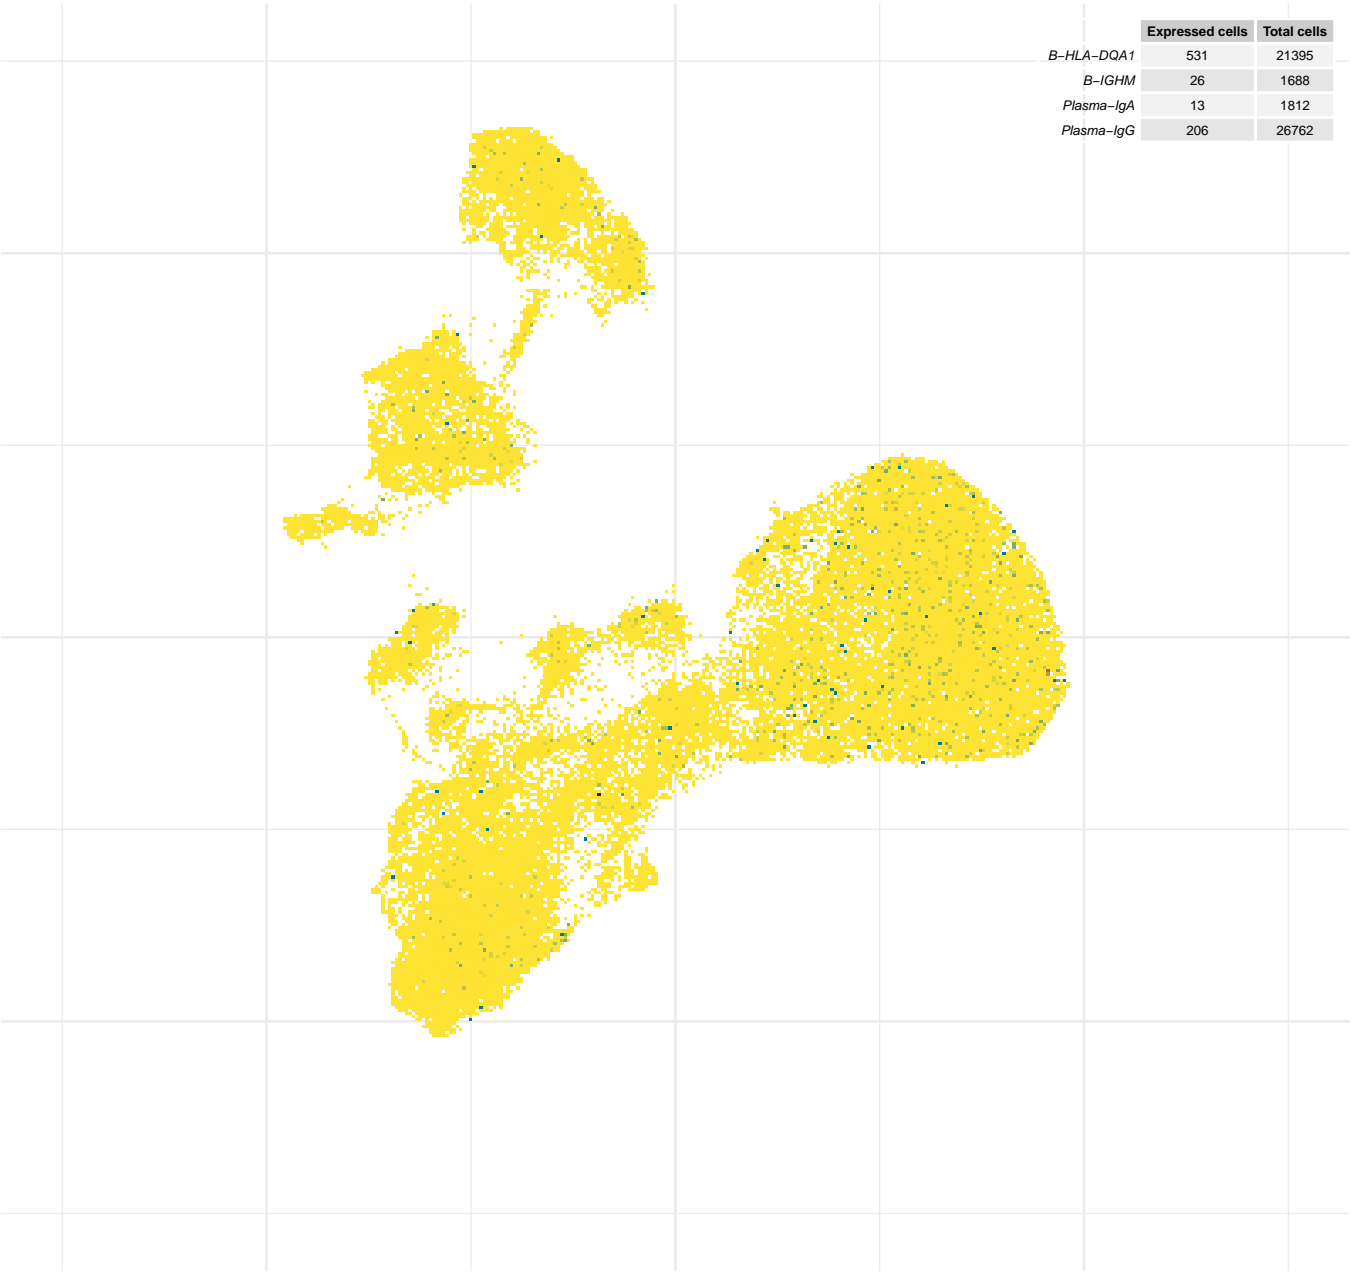 Expressed cells Total cells
B−HLA−DQA1 531 21395
B−IGHM 26 1688
Plasma−IgA 13 1812
Plasma−IgG 206 26762